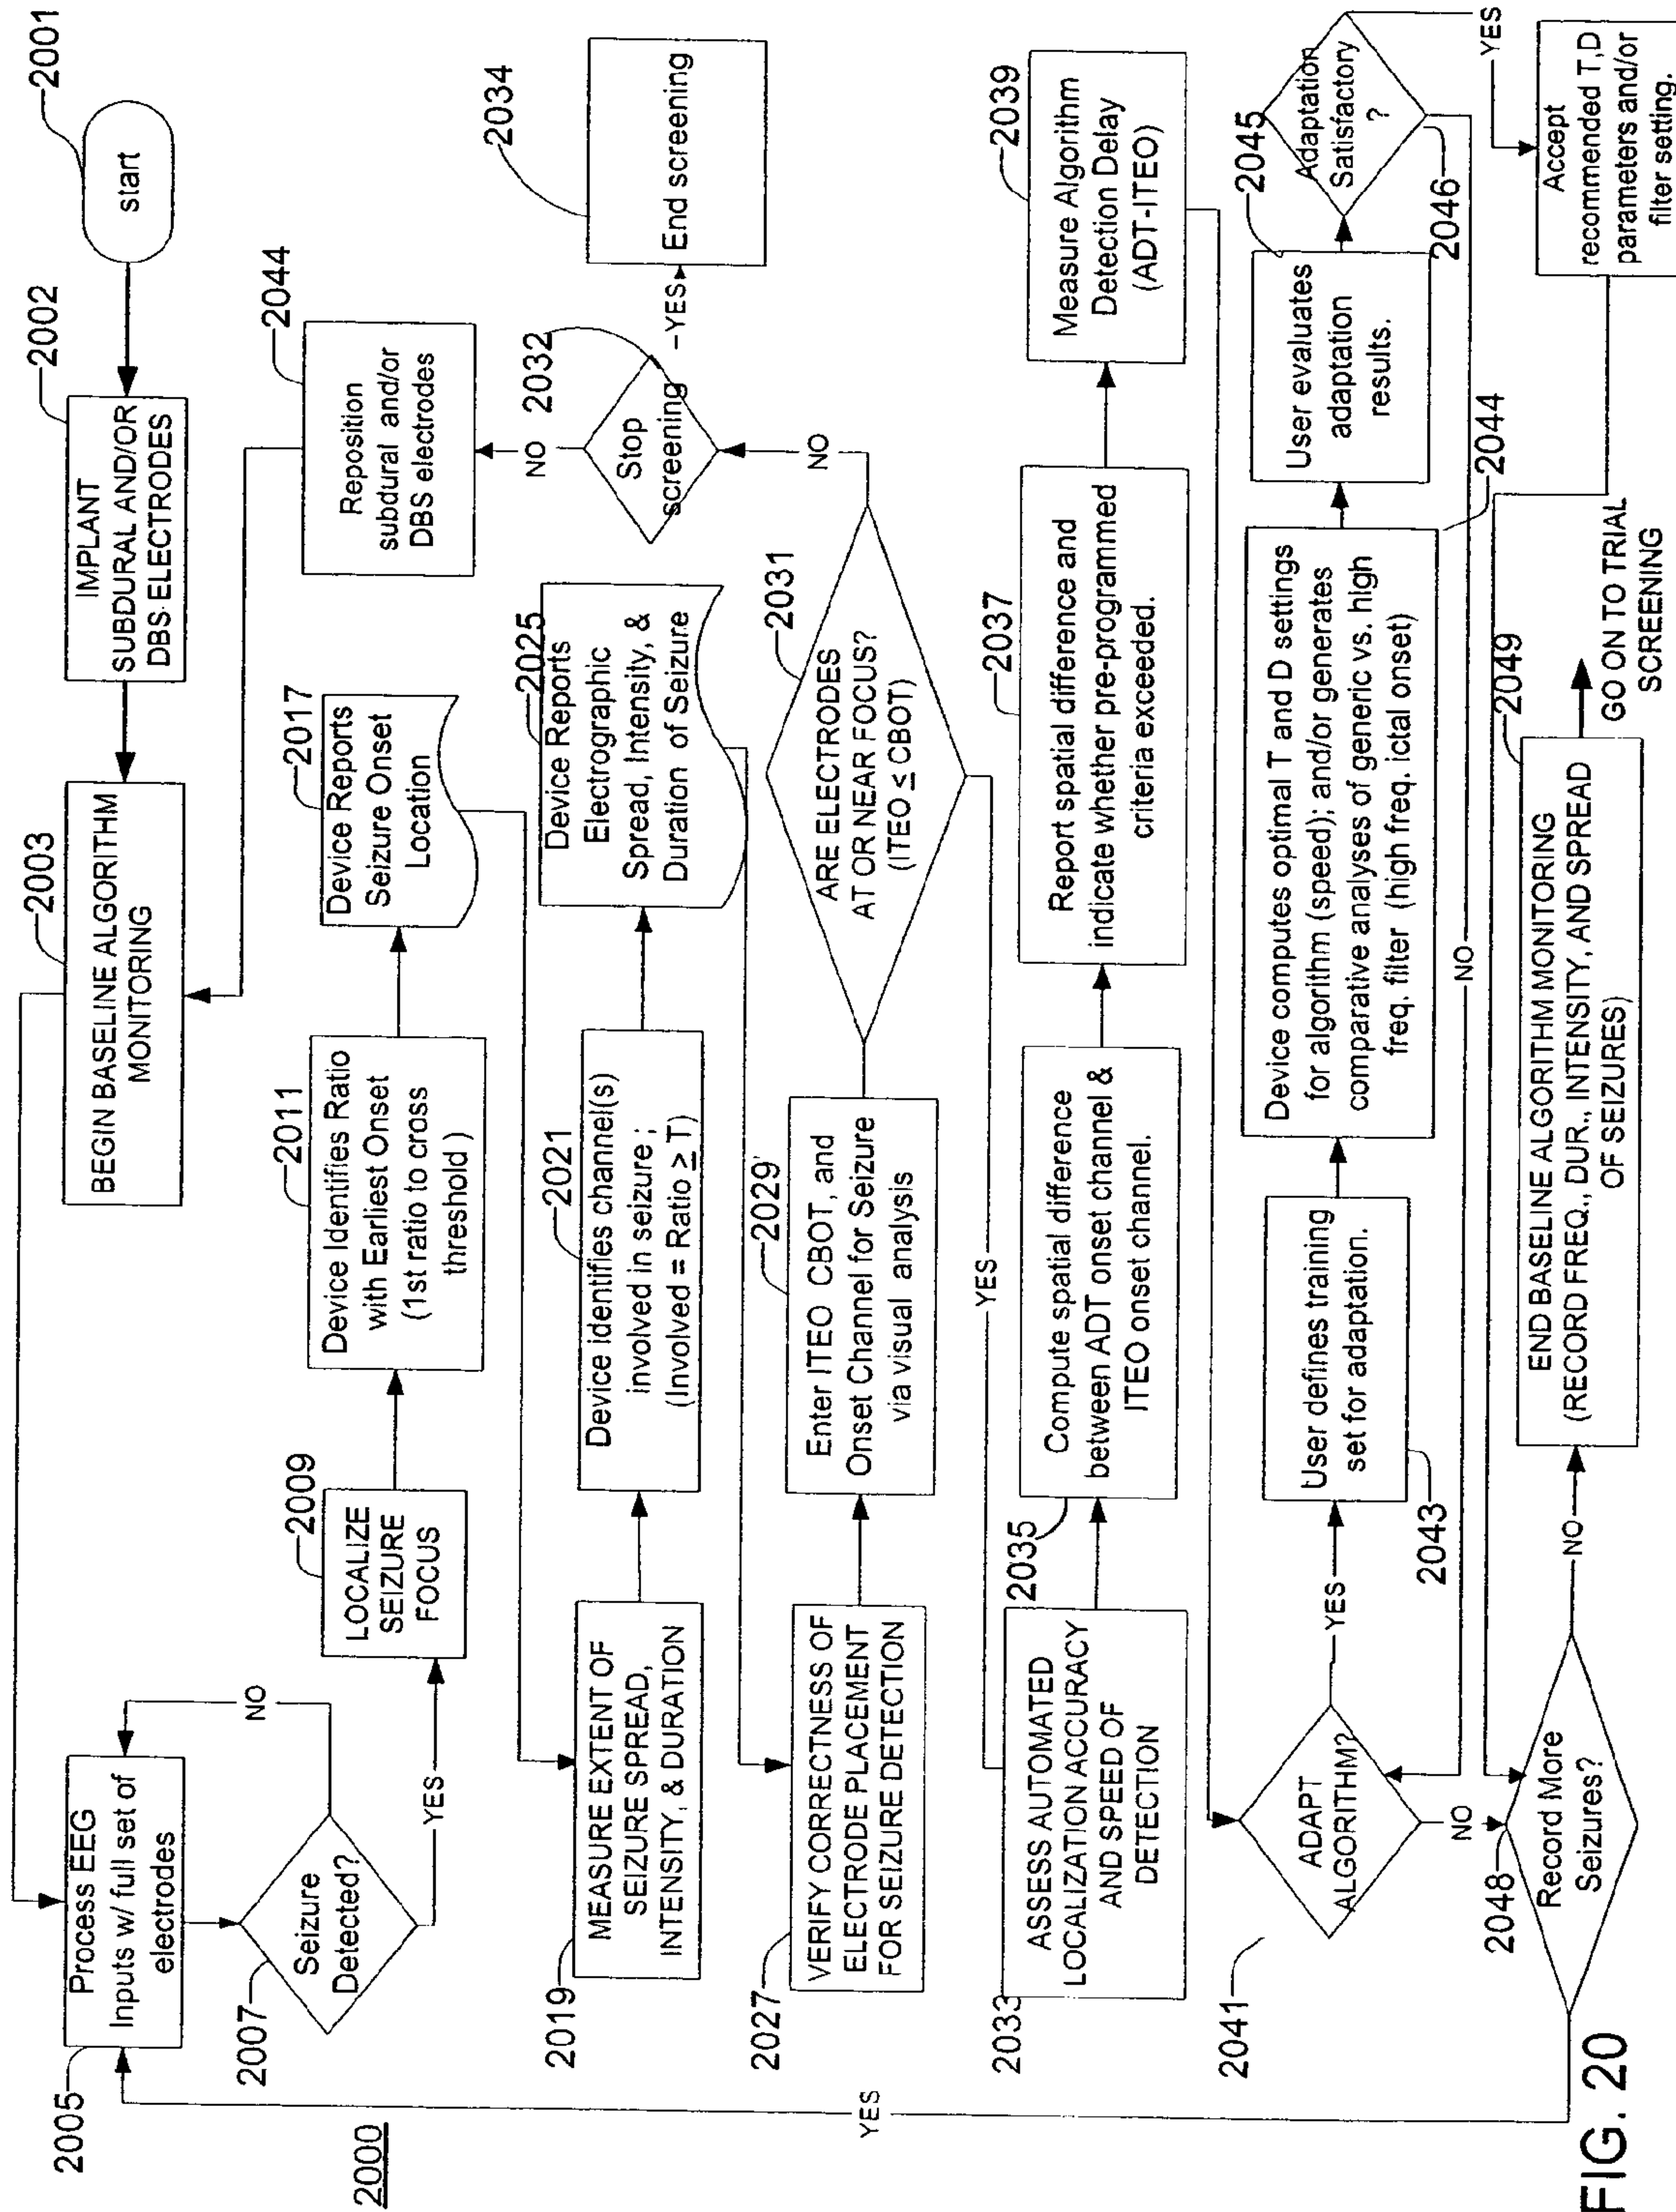 2001
start
2002
IMPLANT
SUBDURAL AND/OR
DBS ELECTRODES
2003
BEGIN BASELINE ALGORITHM
MONITORING
2005
Process EEG
Inputs w/ full set of
electrodes
2007
Seizure
Detected?
NO
YES
2009
LOCALIZE
SEIZURE
FOCUS
2011
Device Identifies Ratio
with Earliest Onset
(1st ratio to cross
threshold )
2017
Device Reports
Seizure Onset
Location
2044
Reposition
subdural and/or
DBS electrodes
2019
MEASURE EXTENT OF
SEIZURE SPREAD,
INTENSITY, & DURATION
2021
Device identifies channel(s)
involved in seizure ;
(Involved = Ratio ≥ T)
2025
Device Reports
Electrographic
Spread, Intensity, &
Duration of Seizure
NO
2032
Stop
screening
YES
2034
End screening
2027
VERIFY CORRECTNESS OF
ELECTRODE PLACEMENT
FOR SEIZURE DETECTION
2029
Enter ITEO CBOT, and
Onset Channel for Seizure
via visual analysis
2031
ARE ELECTRODES
AT OR NEAR FOCUS?
(ITEO ≤ CBOT)
NO
YES
2033
ASSESS AUTOMATED
LOCALIZATION ACCURACY
AND SPEED OF
DETECTION
2035
Compute spatial difference
between ADT onset channel &
ITEO onset channel.
2037
Report spatial difference and
indicate whether pre-programmed
criteria exceeded.
2039
Measure Algorithm
Detection Delay
(ADT-ITEO)
2041
ADAPT
ALGORITHM?
YES
NO
2043
User defines training
set for adaptation.
2044
Device computes optimal T and D settings
for algorithm (speed); and/or generates
comparative analyses of generic vs. high
freq. filter (high freq. ictal onset)
2045
User evaluates
adaptation
results.
2046
Adaptation
Satisfactory
?
NO
YES
Accept
recommended T,D
parameters and/or
filter setting.
2048
Record More
Seizures?
YES
NO
2049
END BASELINE ALGORITHM MONITORING
(RECORD FREQ., DUR., INTENSITY, AND SPREAD
OF SEIZURES)
GO ON TO TRIAL
SCREENING
2000
FIG. 20